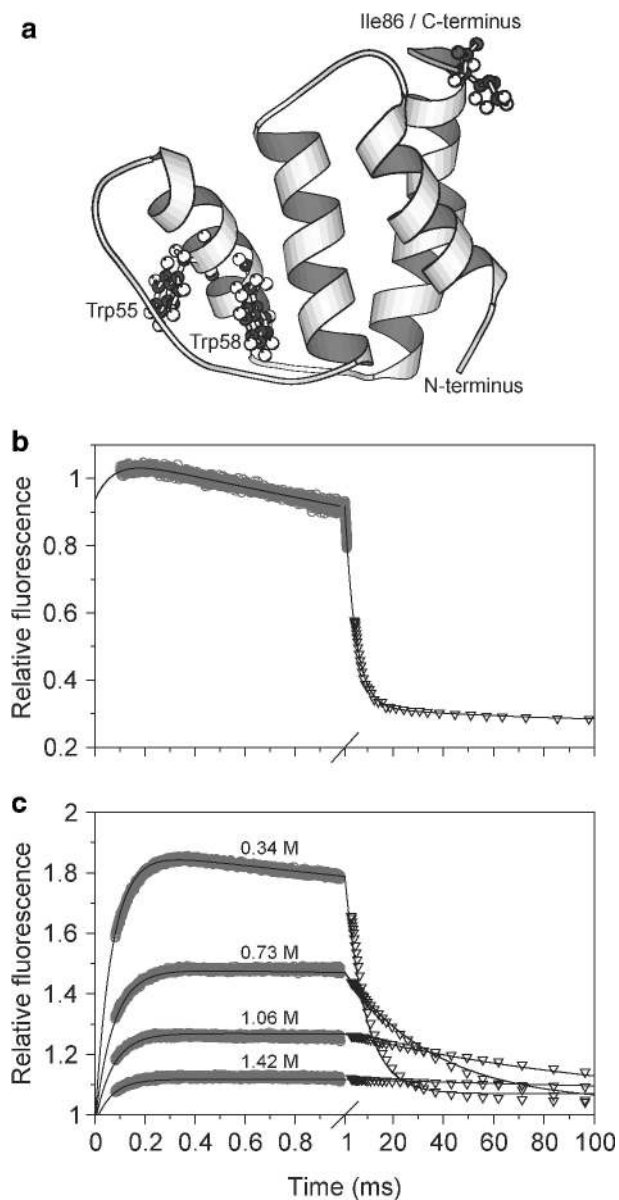 a
Ile86 / C-terminus
Trp55
Trp58
N-terminus
b
Relative fluorescence
1
0.8
0.6
0.4
0.2
c
Relative fluorescence
2
1.8
1.6
1.4
1.2
1
0.34 M
0.73 M
1.06 M
1.42 M
0 0.2 0.4 0.6 0.8 1 20 40 60 80 100
Time (ms)